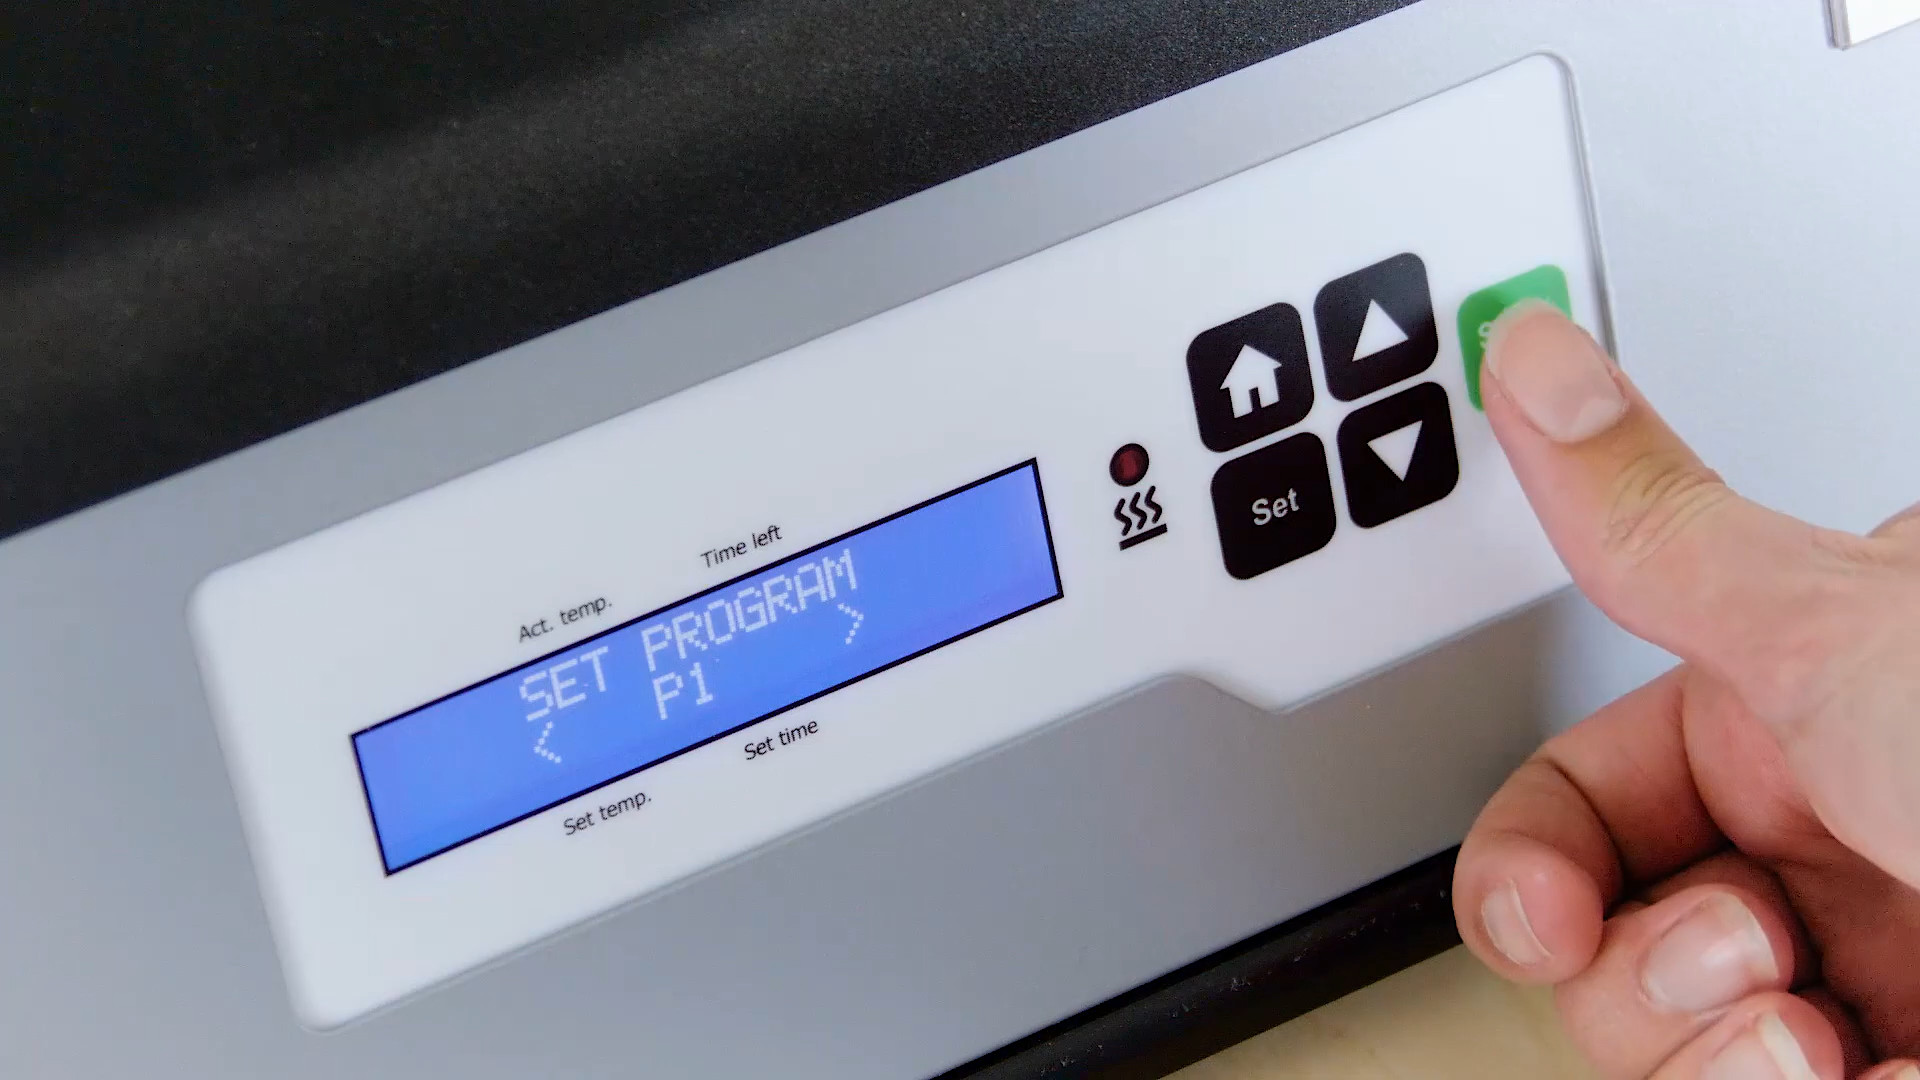 Time left
Act. temp.
SET PROGRAM
< P1 >
Set time
Set temp.
Set